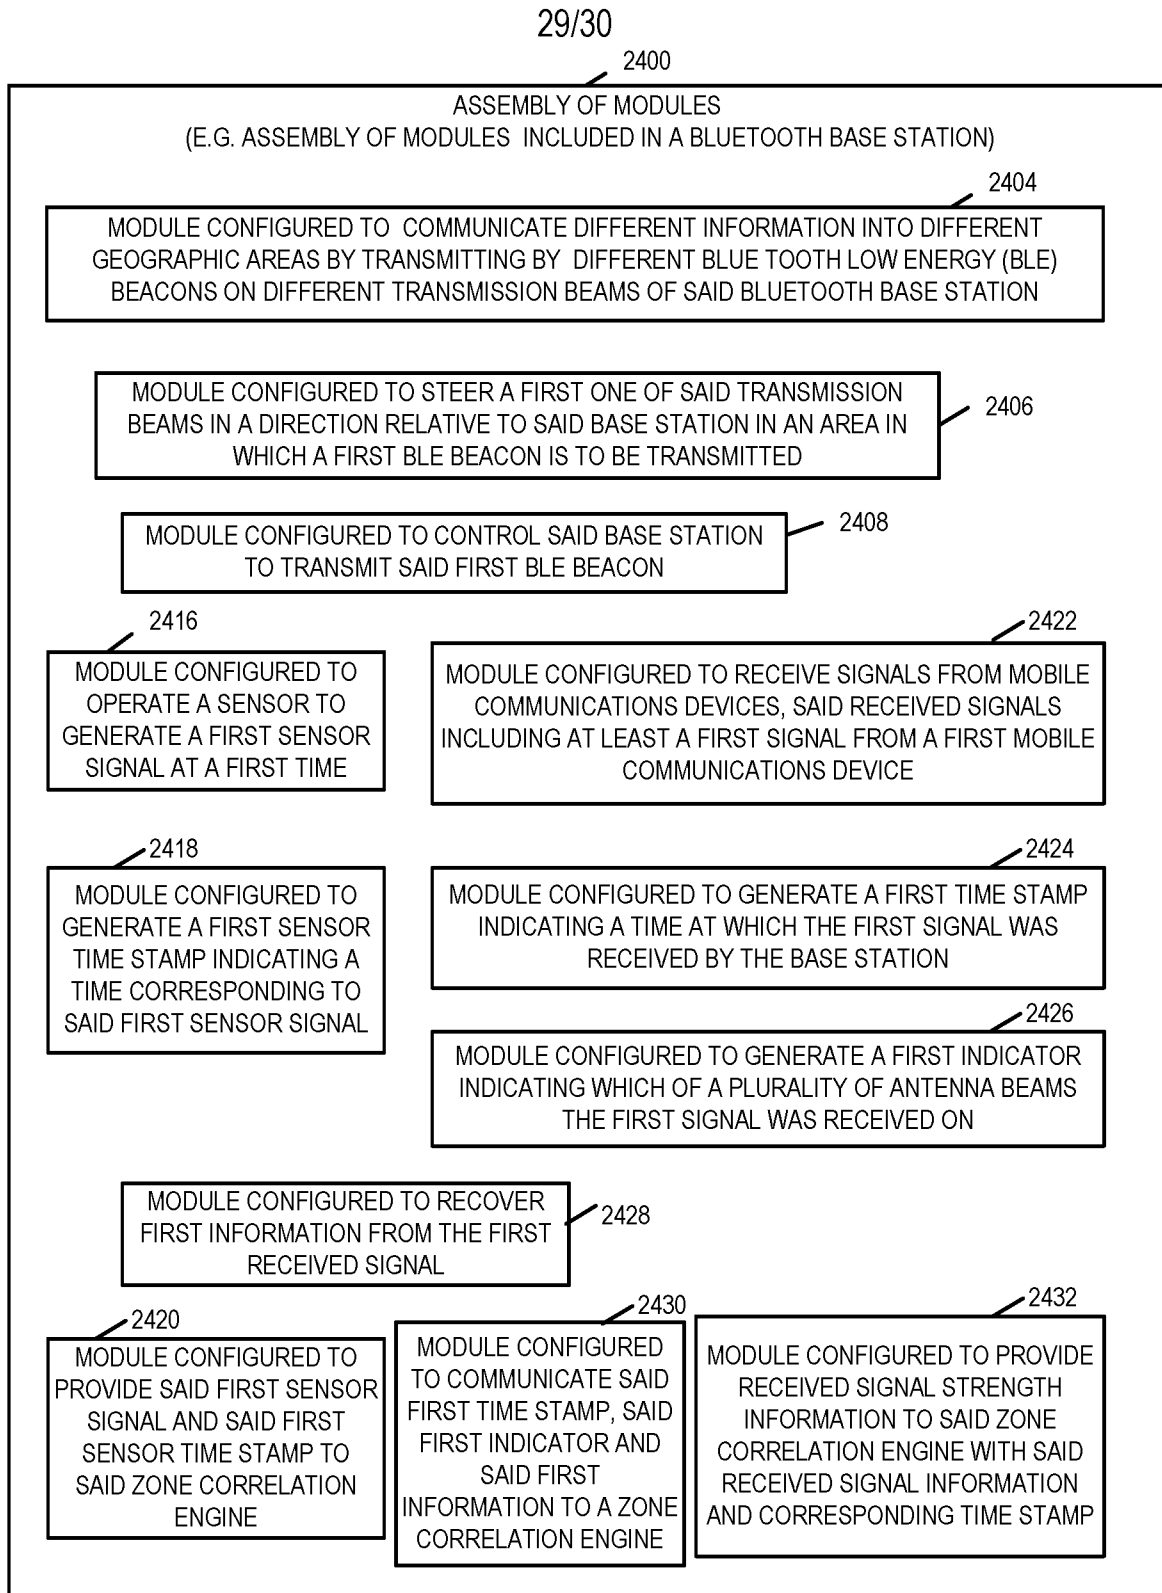 29/30
2400
ASSEMBLY OF MODULES
(E.G. ASSEMBLY OF MODULES INCLUDED IN A BLUETOOTH BASE STATION)
2404
MODULE CONFIGURED TO COMMUNICATE DIFFERENT INFORMATION INTO DIFFERENT
GEOGRAPHIC AREAS BY TRANSMITTING BY DIFFERENT BLUE TOOTH LOW ENERGY (BLE)
BEACONS ON DIFFERENT TRANSMISSION BEAMS OF SAID BLUETOOTH BASE STATION
MODULE CONFIGURED TO STEER A FIRST ONE OF SAID TRANSMISSION
BEAMS IN A DIRECTION RELATIVE TO SAID BASE STATION IN AN AREA IN
WHICH A FIRST BLE BEACON IS TO BE TRANSMITTED
2406
MODULE CONFIGURED TO CONTROL SAID BASE STATION
TO TRANSMIT SAID FIRST BLE BEACON
2408
2416
MODULE CONFIGURED TO
OPERATE A SENSOR TO
GENERATE A FIRST SENSOR
SIGNAL AT A FIRST TIME
2422
MODULE CONFIGURED TO RECEIVE SIGNALS FROM MOBILE
COMMUNICATIONS DEVICES, SAID RECEIVED SIGNALS
INCLUDING AT LEAST A FIRST SIGNAL FROM A FIRST MOBILE
COMMUNICATIONS DEVICE
2418
MODULE CONFIGURED TO
GENERATE A FIRST SENSOR
TIME STAMP INDICATING A
TIME CORRESPONDING TO
SAID FIRST SENSOR SIGNAL
2424
MODULE CONFIGURED TO GENERATE A FIRST TIME STAMP
INDICATING A TIME AT WHICH THE FIRST SIGNAL WAS
RECEIVED BY THE BASE STATION
2426
MODULE CONFIGURED TO GENERATE A FIRST INDICATOR
INDICATING WHICH OF A PLURALITY OF ANTENNA BEAMS
THE FIRST SIGNAL WAS RECEIVED ON
MODULE CONFIGURED TO RECOVER
FIRST INFORMATION FROM THE FIRST
RECEIVED SIGNAL
2428
2420
MODULE CONFIGURED TO
PROVIDE SAID FIRST SENSOR
SIGNAL AND SAID FIRST
SENSOR TIME STAMP TO
SAID ZONE CORRELATION
ENGINE
2430
MODULE CONFIGURED
TO COMMUNICATE SAID
FIRST TIME STAMP, SAID
FIRST INDICATOR AND
SAID FIRST
INFORMATION TO A ZONE
CORRELATION ENGINE
2432
MODULE CONFIGURED TO PROVIDE
RECEIVED SIGNAL STRENGTH
INFORMATION TO SAID ZONE
CORRELATION ENGINE WITH SAID
RECEIVED SIGNAL INFORMATION
AND CORRESPONDING TIME STAMP